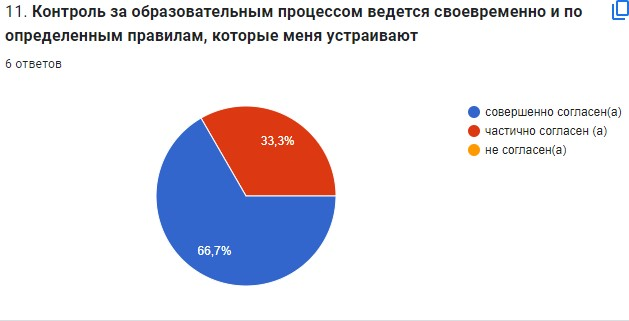 11. Контроль за образовательным процессом ведется своевременно и по
определенным правилам, которые меня устраивают
6 ответов
совершенно согласен(а)
частично согласен (а)
не согласен(а)
33,3%
66,7%